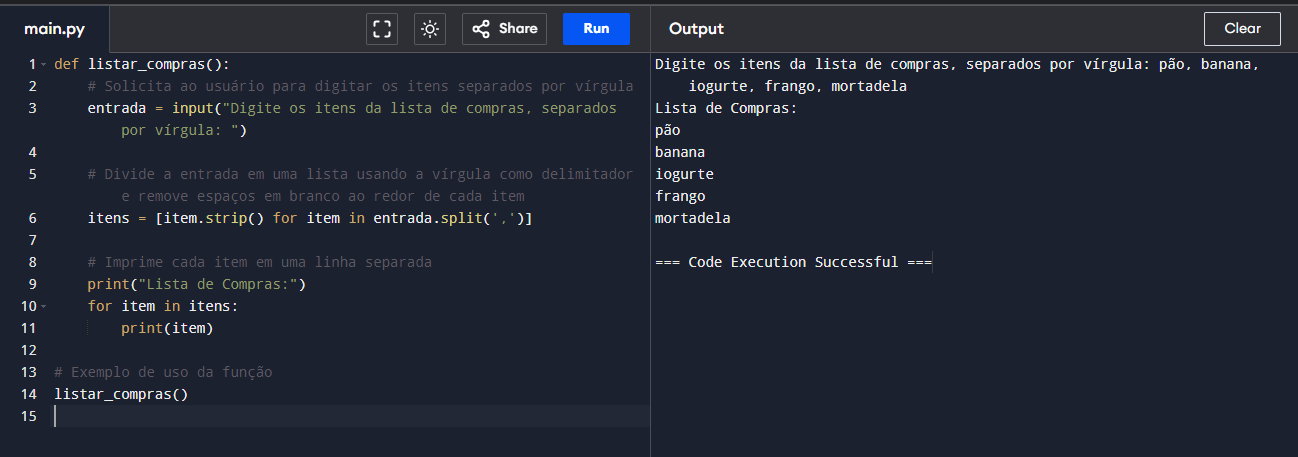 main.py
Share
Run
Output
Clear
1 def listar_compras():
2 # Solicita ao usuário para digitar os itens separados por vírgula
3 entrada = input("Digite os itens da lista de compras, separados
por vírgula: ")
4
5 # Divide a entrada em uma lista usando a vírgula como delimitador
e remove espaços em branco ao redor de cada item
6 itens = [item.strip() for item in entrada.split(',')]
7
8 # Imprime cada item em uma linha separada
9 print("Lista de Compras:")
10 for item in itens:
11 print(item)
12
13 # Exemplo de uso da função
14 listar_compras()
15
Digite os itens da lista de compras, separados por vírgula: pão, banana,
iogurte, frango, mortadela
Lista de Compras:
pão
banana
iogurte
frango
mortadela
=== Code Execution Successful ===